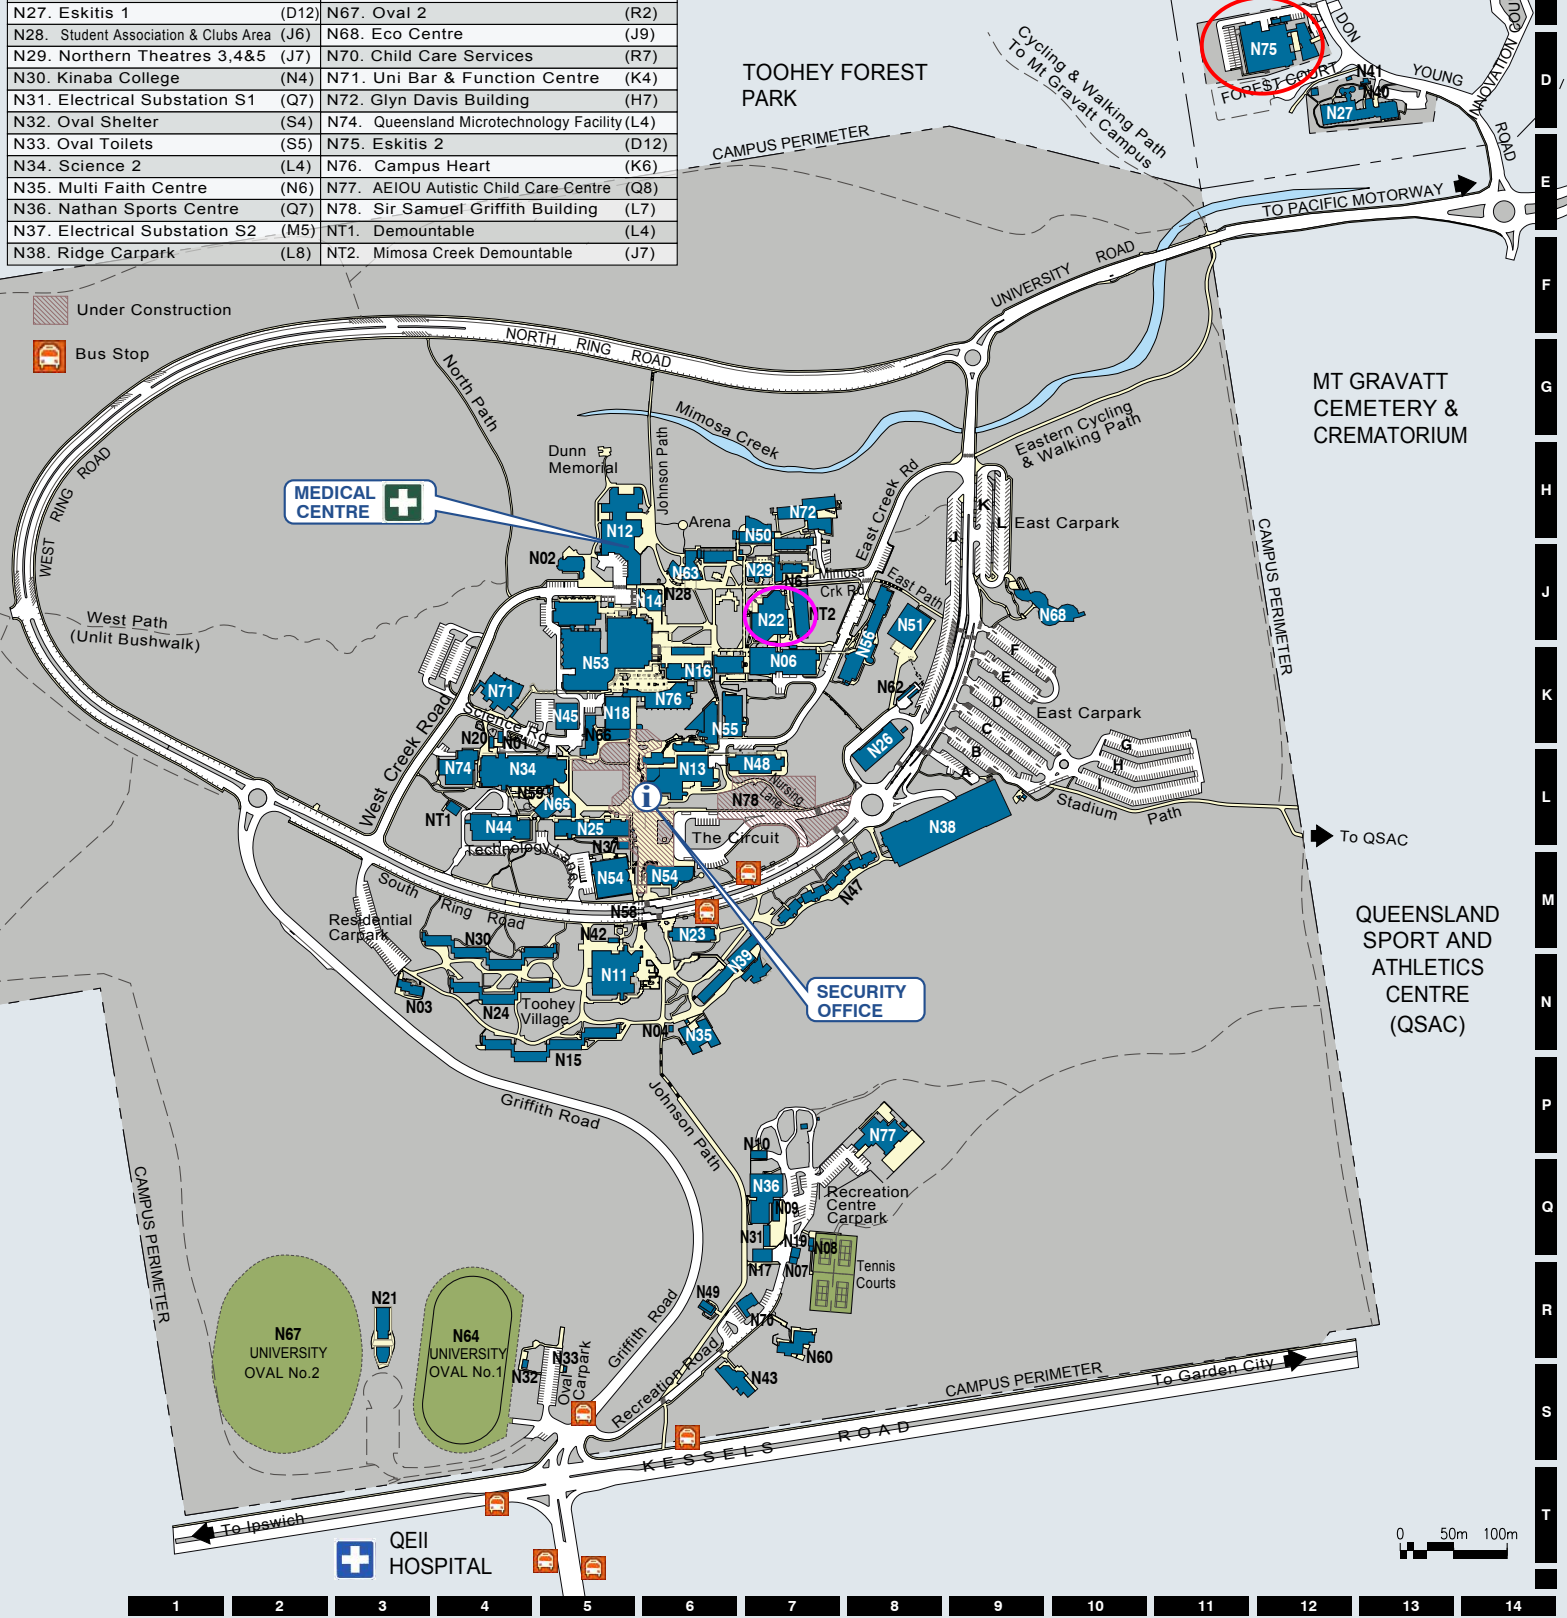 N27. Eskitis 1 (D12) N67. Oval 2 (R2)
N28. Student Association & Clubs Area (J6) N68. Eco Centre (J9)
N29. Northern Theatres 3,4&5 (J7) N70. Child Care Services (R7)
N30. Kinaba College (N4) N71. Uni Bar & Function Centre (K4)
N31. Electrical Substation S1 (Q7) N72. Glyn Davis Building (H7)
N32. Oval Shelter (S4) N74. Queensland Microtechnology Facility (L4)
N33. Oval Toilets (S5) N75. Eskitis 2 (D12)
N34. Science 2 (L4) N76. Campus Heart (K6)
N35. Multi Faith Centre (N6) N77. AEIOU Autistic Child Care Centre (Q8)
N36. Nathan Sports Centre (Q7) N78. Sir Samuel Griffith Building (L7)
N37. Electrical Substation S2 (M5) NT1. Demountable (L4)
N38. Ridge Carpark (L8) NT2. Mimosa Creek Demountable (J7)
Under Construction
Bus Stop
TOOHEY FOREST
PARK
CAMPUS PERIMETER
Cycling & Walking Path
To Mt Gravatt Campus
N75
DON
YOUNG
ROAD
FOREST COURT
N41
N40
N27
TO PACIFIC MOTORWAY
UNIVERSITY ROAD
NORTH RING ROAD
North Path
MT GRAVATT
CEMETERY &
CREMATORIUM
Mimosa Creek
Eastern Cycling
& Walking Path
Johnson Path
Dunn
Memorial
WEST RING ROAD
MEDICAL
CENTRE
East Creek Rd
Arena
East Carpark
CAMPUS PERIMETER
N12
N50
N72
N02
N63
N29
N61
N28
N14
Mimosa
Crk Rd
East Path
N22
NT2
N51
N56
N68
West Path
(Unlit Bushwalk)
N53
N16
N06
N62
N71
N76
N45
N18
N55
N66
Science Rd
N20
N01
West Creek Road
East Carpark
J
K
L
F
E
D
C
B
A
G
H
I
N26
N74
N34
N13
N48
N59
N65
N78
Nursing
Lane
NT1
N44
N25
N37
The Circuit
N38
Stadium Path
To QSAC
Technology Lane
N54
N54
N47
South Ring Road
N58
Residential
Carpark
N30
N42
N23
N11
N39
N03
N24
Toohey
Village
N04
N35
N15
SECURITY
OFFICE
QUEENSLAND
SPORT AND
ATHLETICS
CENTRE
(QSAC)
Griffith Road
Johnson Path
N10
N77
N36
N09
Recreation
Centre
Carpark
N31
N19
N08
N17
N07
Tennis
Courts
CAMPUS PERIMETER
N49
N70
N60
N43
N21
N67
UNIVERSITY
OVAL No.2
N64
UNIVERSITY
OVAL No.1
N33
N32
Oval
Carpark
Griffith Road
Recreation Road
CAMPUS PERIMETER
To Garden City
KESSELS ROAD
To Ipswich
QEII
HOSPITAL
0 50m 100m
D
E
F
G
H
J
K
L
M
N
P
Q
R
S
T
1 2 3 4 5 6 7 8 9 10 11 12 13 14